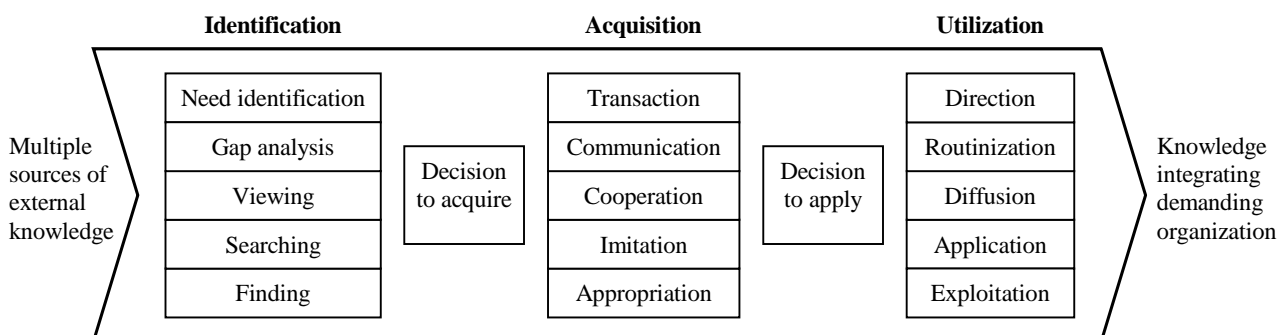 Identification
Acquisition
Utilization
Multiple
sources of
external
knowledge
Need identification
Gap analysis
Viewing
Searching
Finding
Decision
to acquire
Transaction
Communication
Cooperation
Imitation
Appropriation
Decision
to apply
Direction
Routinization
Diffusion
Application
Exploitation
Knowledge
integrating
demanding
organization